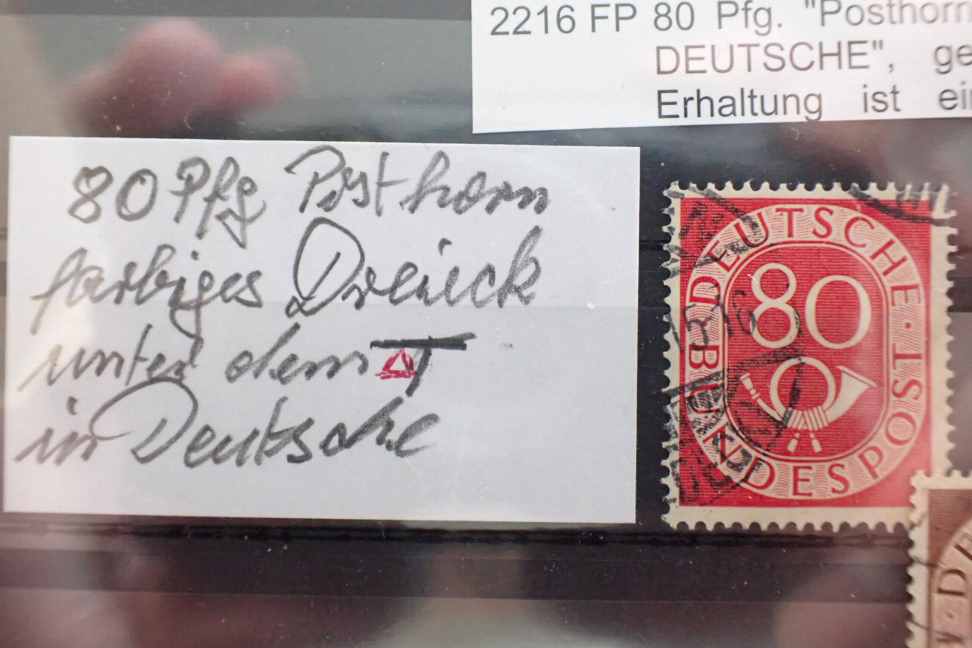 2216 FP 80 Pfg. "Posthorn
DEUTSCHE", ge
Erhaltung ist ein
80 Pfg Posthorn
farbiges Dreieck
unter dem T
in Deutsche
DEUTSCHE · BUNDESPOST
80